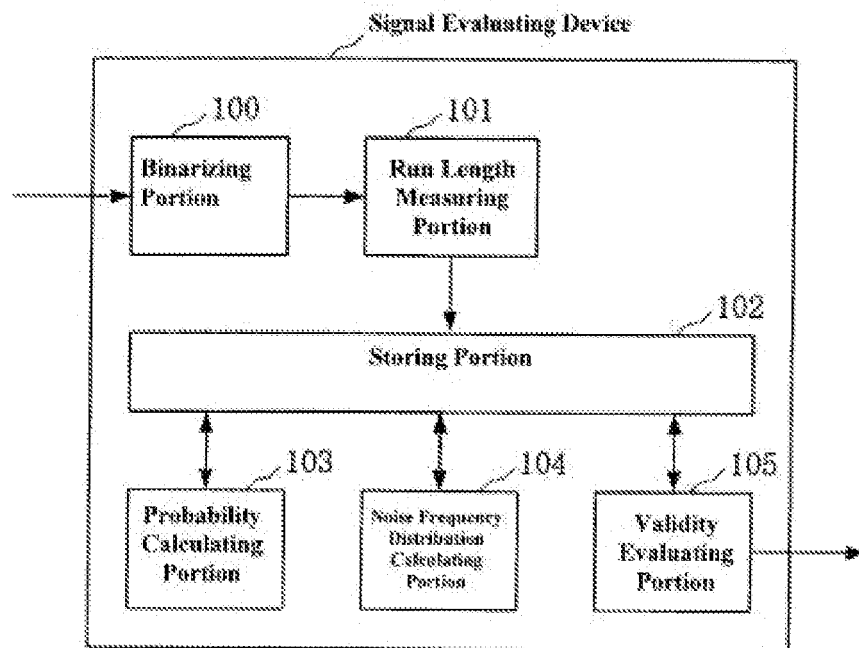 Signal Evaluating Device
100
101
Binarizing
Portion
Run Length
Measuring
Portion
102
Storing Portion
103
104
105
Probability
Calculating
Portion
Noise Frequency
Distribution
Calculating
Portion
Validity
Evaluating
Portion